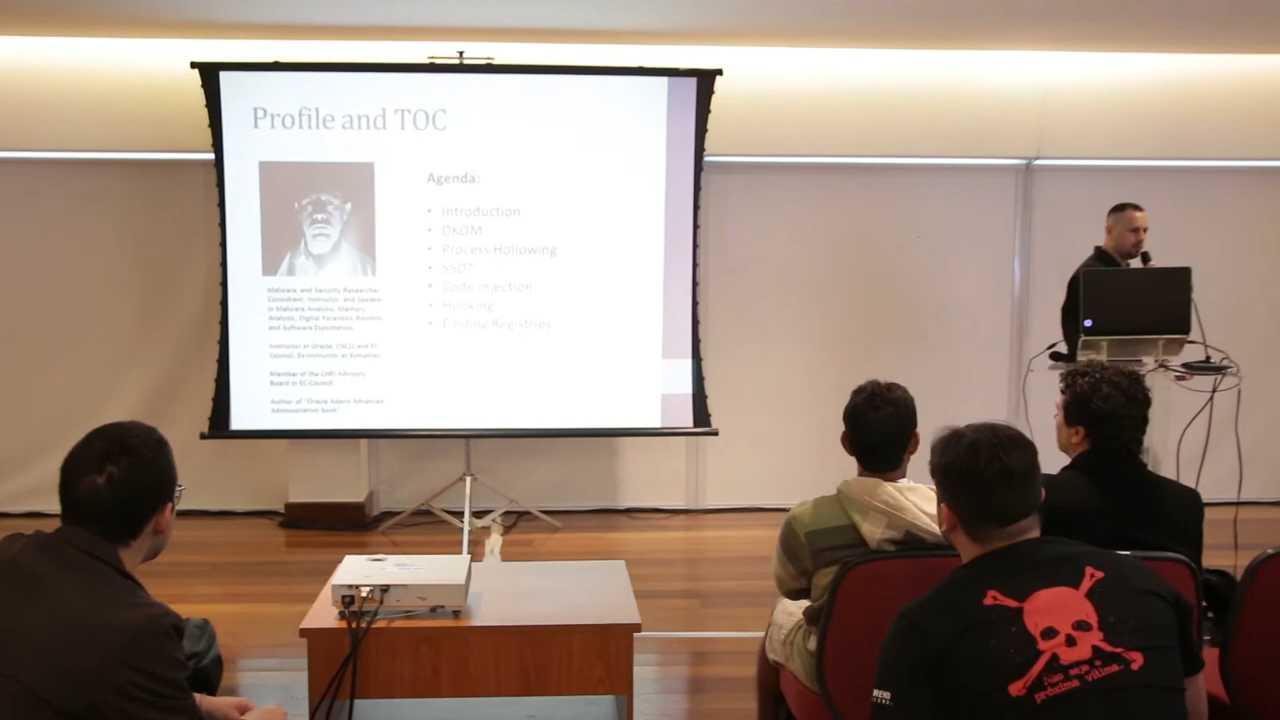 Profile and TOC
Agenda:
• Introduction
• DKOM
• Process Hollowing
• SSDT
• Code Injection
• Hooking
• Finding Registries
Malware and Security Researcher
Consultant, Instructor and Speaker
in Malware Analysis, Memory
Analysis, Digital Forensics, Rootkits
and Software Exploitation.
Instructor at Oracle, (ISC)2 and EC-
Council. Ex-instructor at Symantec
Member of the CHFI Advisory
Board in EC-Council
Author of "Oracle Solaris Advanced
Administration book"
Não seja a
próxima vítima.